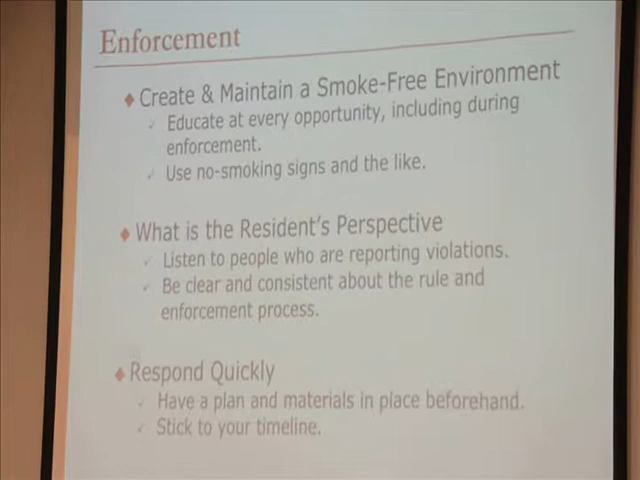 Enforcement
Create & Maintain a Smoke-Free Environment
Educate at every opportunity, including during
enforcement.
Use no-smoking signs and the like.
What is the Resident's Perspective
Listen to people who are reporting violations.
Be clear and consistent about the rule and
enforcement process.
Respond Quickly
Have a plan and materials in place beforehand.
Stick to your timeline.